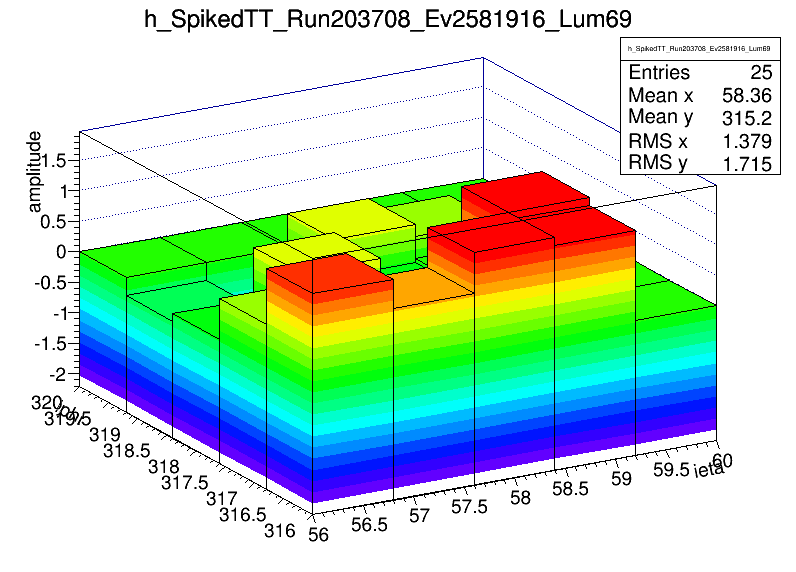 h_SpikedTT_Run203708_Ev2581916_Lum69
h_SpikedTT_Run203708_Ev2581916_Lum69
Entries 25
Mean x 58.36
Mean y 315.2
RMS x 1.379
RMS y 1.715
amplitude
1.5
1
0.5
0
-0.5
-1
-1.5
-2
320
319.5
319
318.5
318
317.5
317
316.5
316
56
56.5
57
57.5
58
58.5
59
59.5
60
ieta